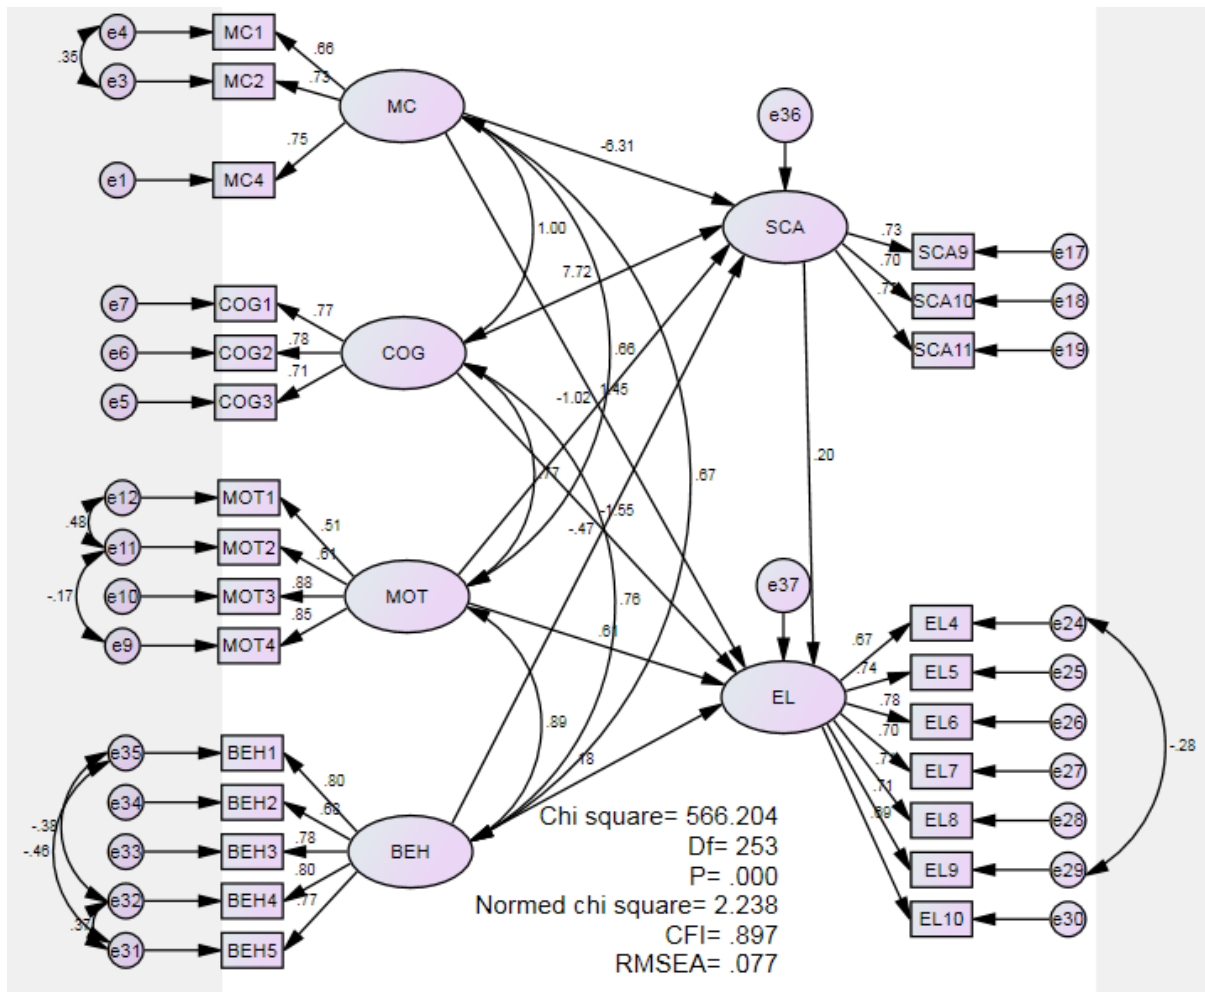 e4
MC1
.66
.35
e3
MC2
.73
MC
.75
e1
MC4
e36
-6.31
SCA
.73
SCA9
e17
.70
SCA10
e18
SCA11
e19
1.00
7.72
e7
COG1
.77
e6
COG2
.78
COG
.71
e5
COG3
.66
-1.02
1.45
.20
.77
.67
-1.55
-.47
e12
MOT1
.51
.48
e11
MOT2
.61
e10
MOT3
.88
MOT
-.17
.85
e9
MOT4
.76
.61
e37
EL
.67
EL4
e24
.74
EL5
e25
.78
EL6
e26
.70
EL7
e27
-.28
.71
EL8
e28
EL9
e29
EL10
e30
.89
.18
e35
BEH1
.80
e34
BEH2
.68
-.38
-.46
e33
BEH3
.78
BEH
.80
e32
BEH4
.77
.37
e31
BEH5
Chi square= 566.204
Df= 253
P= .000
Normed chi square= 2.238
CFI= .897
RMSEA= .077